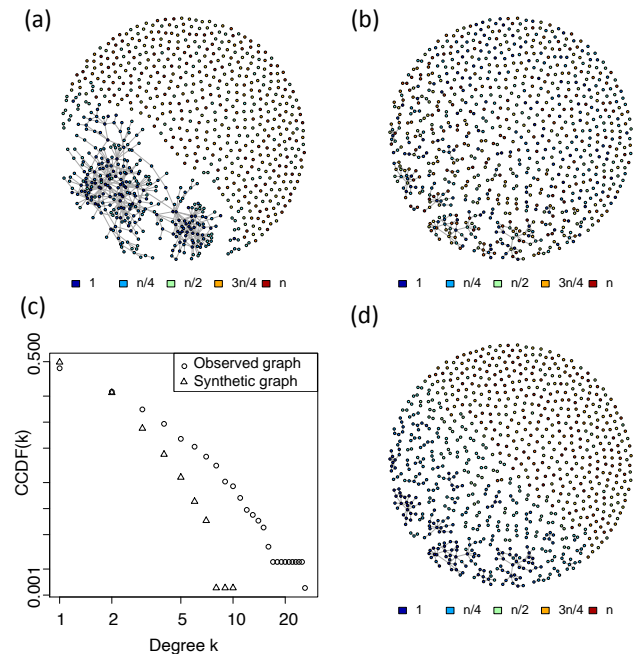 (a)
(b)
1 n/4 n/2 3n/4 n
1 n/4 n/2 3n/4 n
(c)
(d)
0.500
Observed graph
Synthetic graph
CCDF(k)
0.001
1 2 5 10 20
Degree k
1 n/4 n/2 3n/4 n